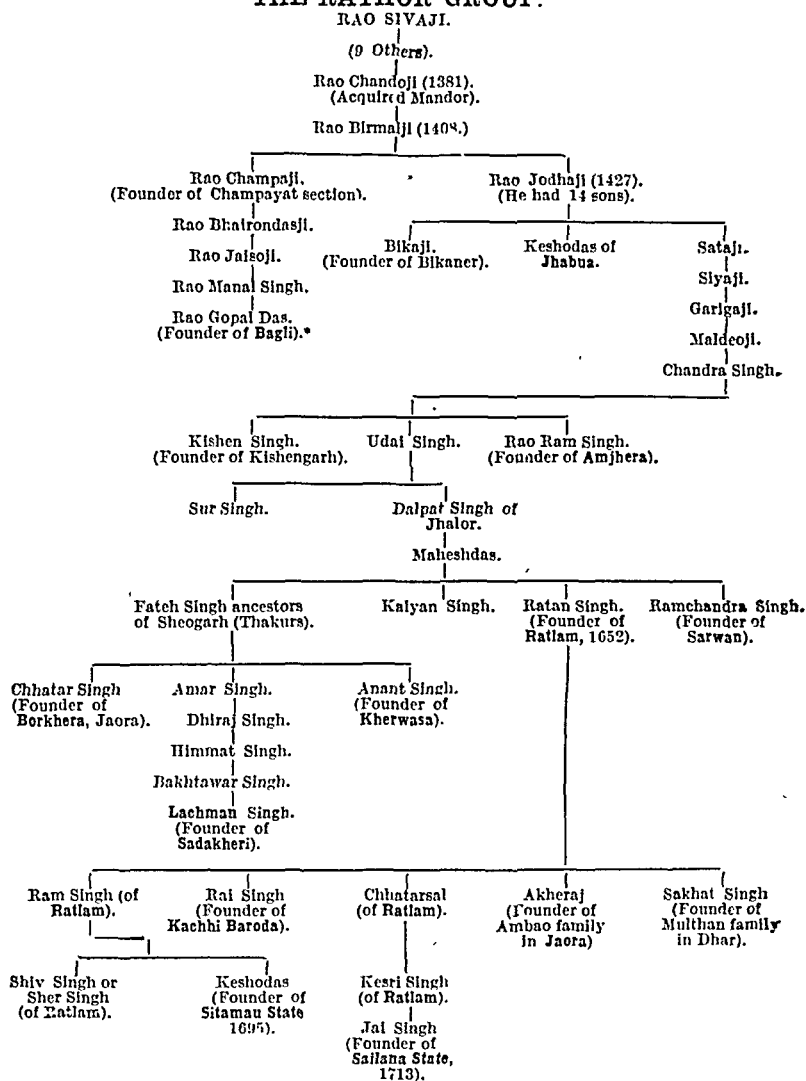 THE RATHOR GROUP.
RAO SIVAJI.
(9 Others).
Rao Chandoji (1381).
(Acquired Mandor).
Rao Birmalji (1408.)
Rao Champaji.
(Founder of Champayat section).
Rao Jodhaji (1427).
(He had 14 sons).
Rao Bhairondasji.
Rao Jaisoji.
Rao Manal Singh.
Rao Gopal Das.
(Founder of Bagli).*
Bikaji.
(Founder of Bikaner).
Keshodas of
Jhabua.
Sataji.
Siyaji.
Garigaji.
Maldeoji.
Chandra Singh.
Kishen Singh.
(Founder of Kishengarh).
Udai Singh.
Rao Ram Singh.
(Founder of Amjhera).
Sur Singh.
Dalpat Singh of
Jhalor.
Maheshdas.
Fateh Singh ancestors
of Sheogarh (Thakurs).
Kalyan Singh.
Ratan Singh.
(Founder of
Ratlam, 1652).
Ramchandra Singh.
(Founder of
Sarwan).
Chhatar Singh
(Founder of
Borkhera, Jaora).
Amar Singh.
Dhiraj Singh.
Himmat Singh.
Bakhtawar Singh.
Lachman Singh.
(Founder of
Sadakheri).
Anant Singh.
(Founder of
Kherwasa).
Ram Singh (of
Ratlam).
Rai Singh
(Founder of
Kachhi Baroda).
Chhatarsal
(of Ratlam).
Akheraj
(Founder of
Ambao family
in Jaora)
Sakhat Singh
(Founder of
Multhan family
in Dhar).
Shiv Singh or
Sher Singh
(of Ratlam).
Keshodas
(Founder of
Sitamau State
1695).
Kesri Singh
(of Ratlam).
Jai Singh
(Founder of
Sailana State,
1713).